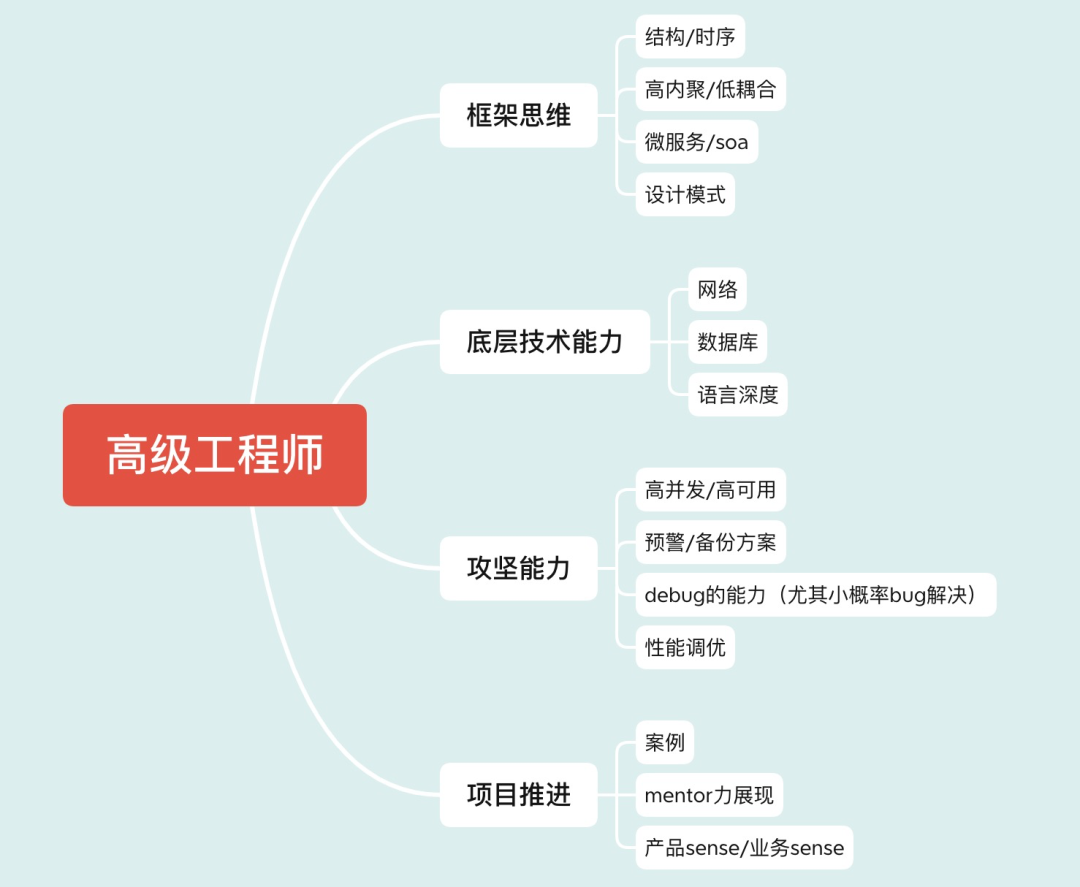 结构/时序
高内聚/低耦合
框架思维
微服务/soa
设计模式
网络
底层技术能力
数据库
语言深度
高级工程师
高并发/高可用
预警/备份方案
攻坚能力
debug的能力（尤其小概率bug解决）
性能调优
案例
项目推进
mentor力展现
产品sense/业务sense